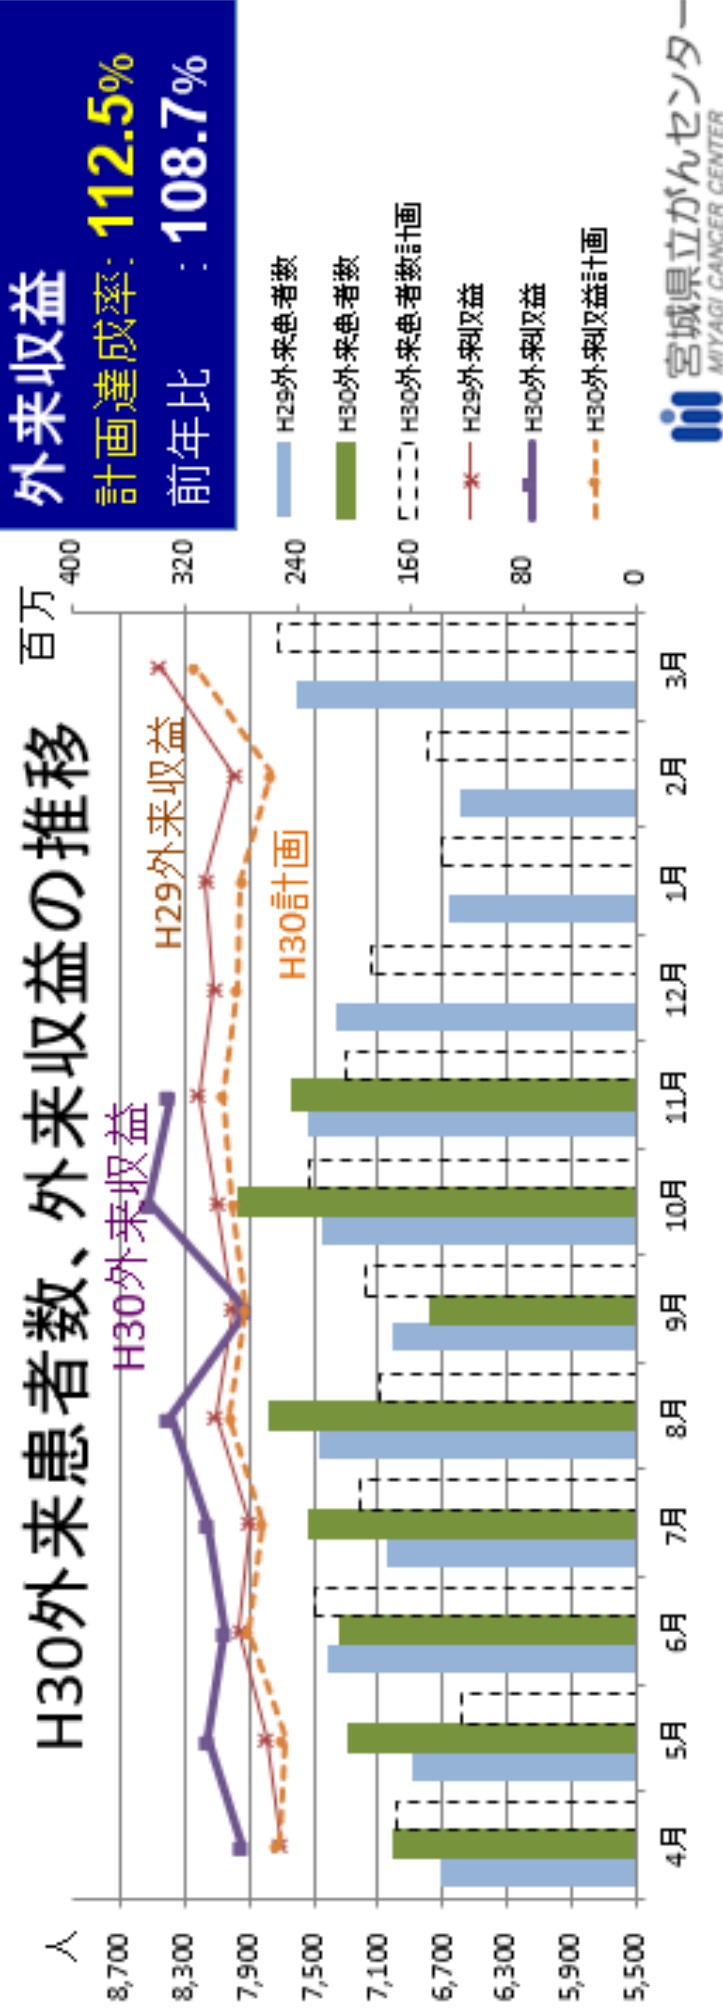 H30外来患者数、外来収益の推移
外来収益
計画達成率: 112.5%
前年比 : 108.7%
人
百万
8,700
8,300
7,900
7,500
7,100
6,700
6,300
5,900
5,500
400
320
240
160
80
0
H30外来収益
H29外来収益
H30計画
4月
5月
6月
7月
8月
9月
10月
11月
12月
1月
2月
3月
H29外来患者数
H30外来患者数
H30外来患者数計画
H29外来収益
H30外来収益
H30外来収益計画
宮城県立がんセンター
MIYAGI CANCER CENTER